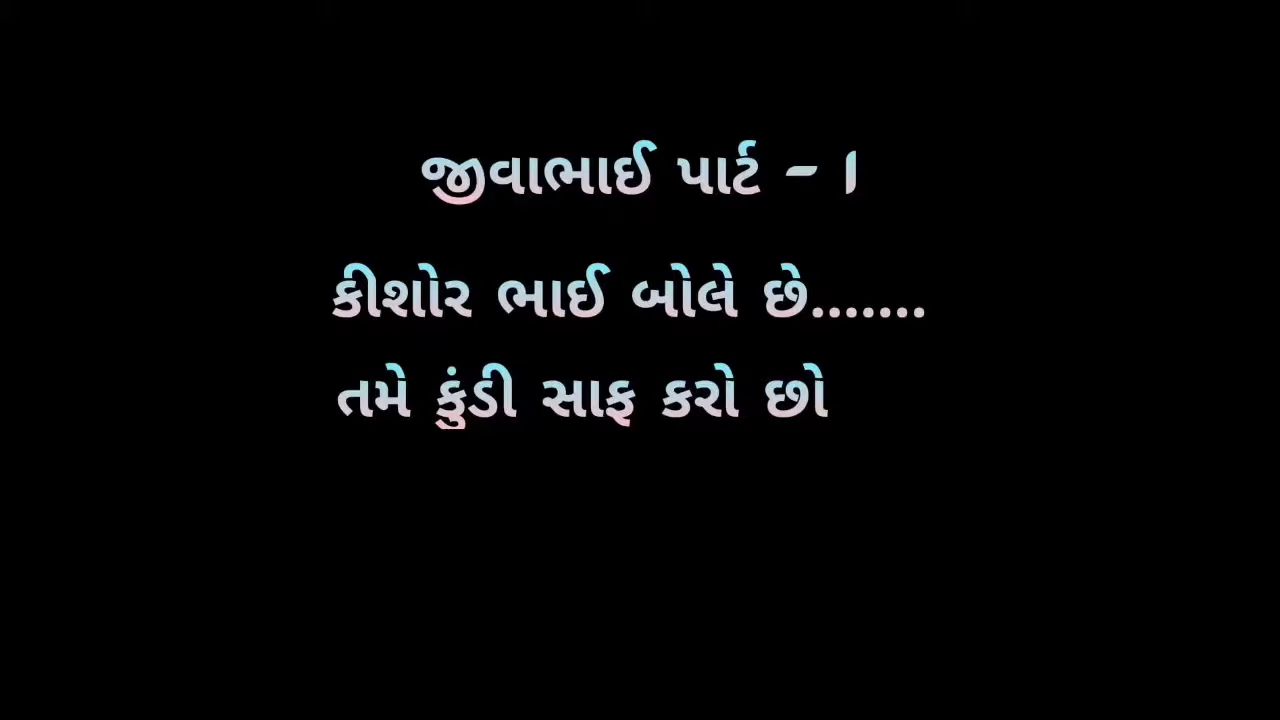 જીવાભાઈ પાર્ટ - 1
કીશોર ભાઈ બોલે છે.......
તમે કુંડી સાફ કરો છો